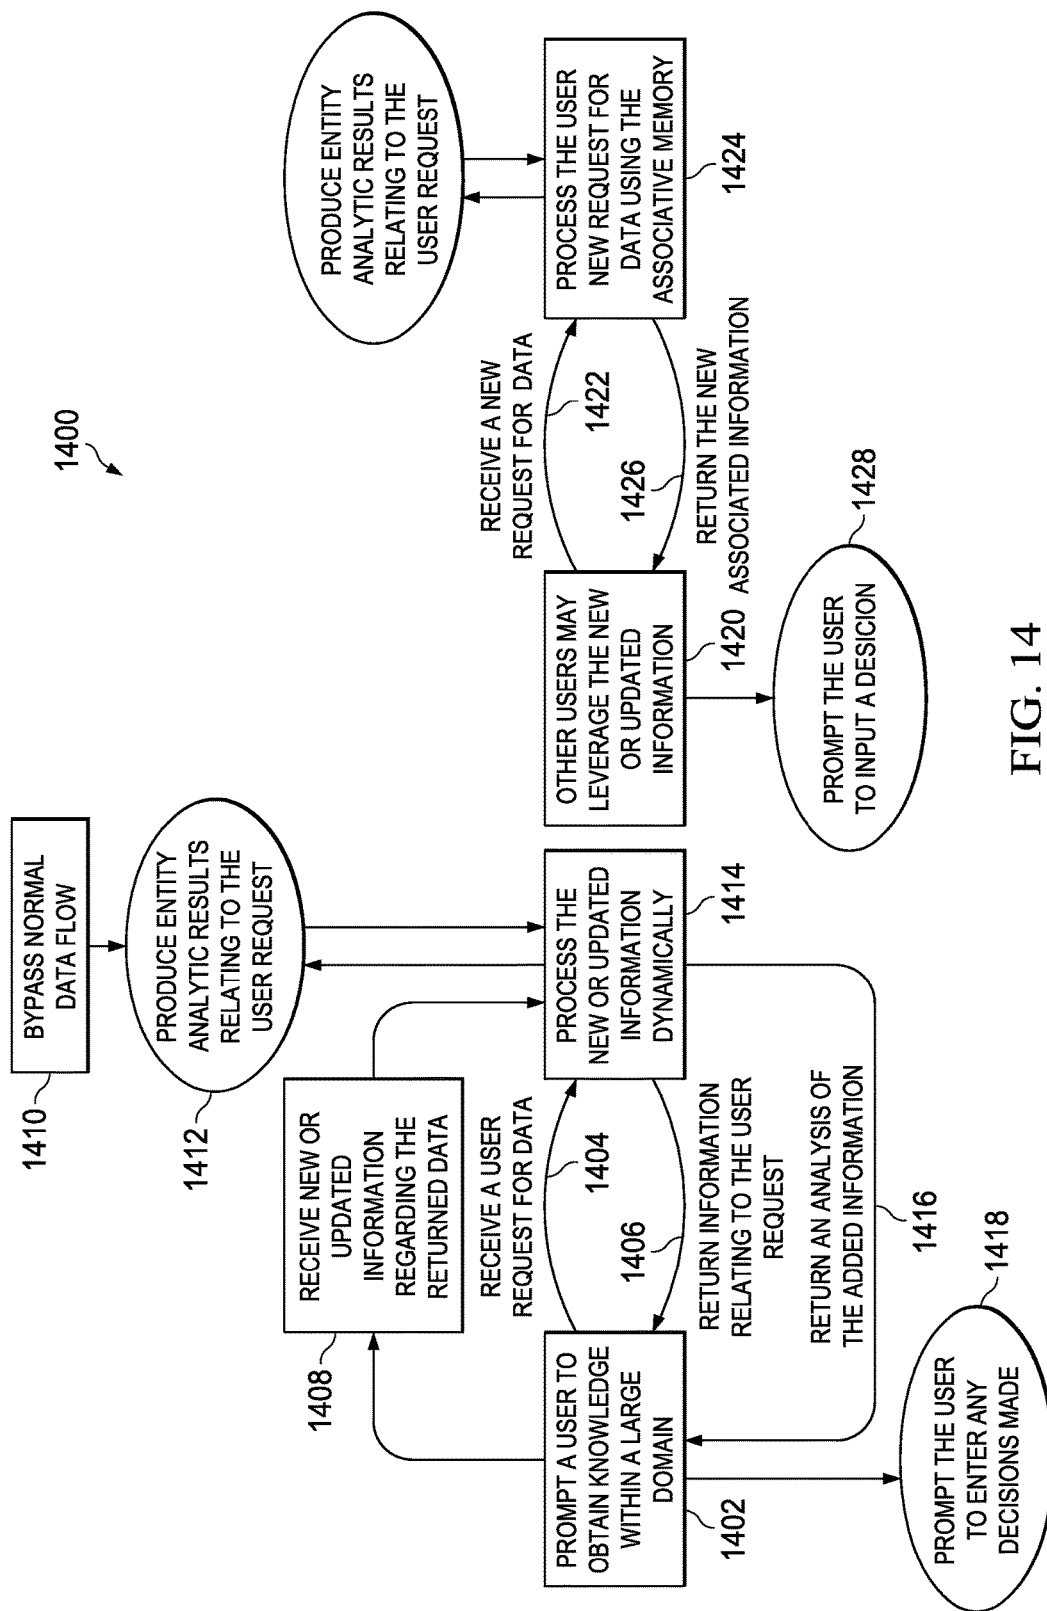 1400
1410
BYPASS NORMAL
DATA FLOW
1412
PRODUCE ENTITY
ANALYTIC RESULTS
RELATING TO THE
USER REQUEST
PRODUCE ENTITY
ANALYTIC RESULTS
RELATING TO THE
USER REQUEST
1408
RECEIVE NEW OR
UPDATED
INFORMATION
REGARDING THE
RETURNED DATA
RECEIVE A USER
REQUEST FOR DATA
1404
RECEIVE A NEW
REQUEST FOR DATA
1422
PROMPT A USER TO
OBTAIN KNOWLEDGE
WITHIN A LARGE
DOMAIN
1402
PROCESS THE
NEW OR UPDATED
INFORMATION
DYNAMICALLY
1414
OTHER USERS MAY
LEVERAGE THE NEW
OR UPDATED
INFORMATION
1420
PROCESS THE USER
NEW REQUEST FOR
DATA USING THE
ASSOCIATIVE MEMORY
1424
1406
RETURN INFORMATION
RELATING TO THE USER
REQUEST
1426
RETURN THE NEW
ASSOCIATED INFORMATION
RETURN AN ANALYSIS OF
THE ADDED INFORMATION
1416
1418
PROMPT THE USER
TO ENTER ANY
DECISIONS MADE
1428
PROMPT THE USER
TO INPUT A DESICION
FIG. 14